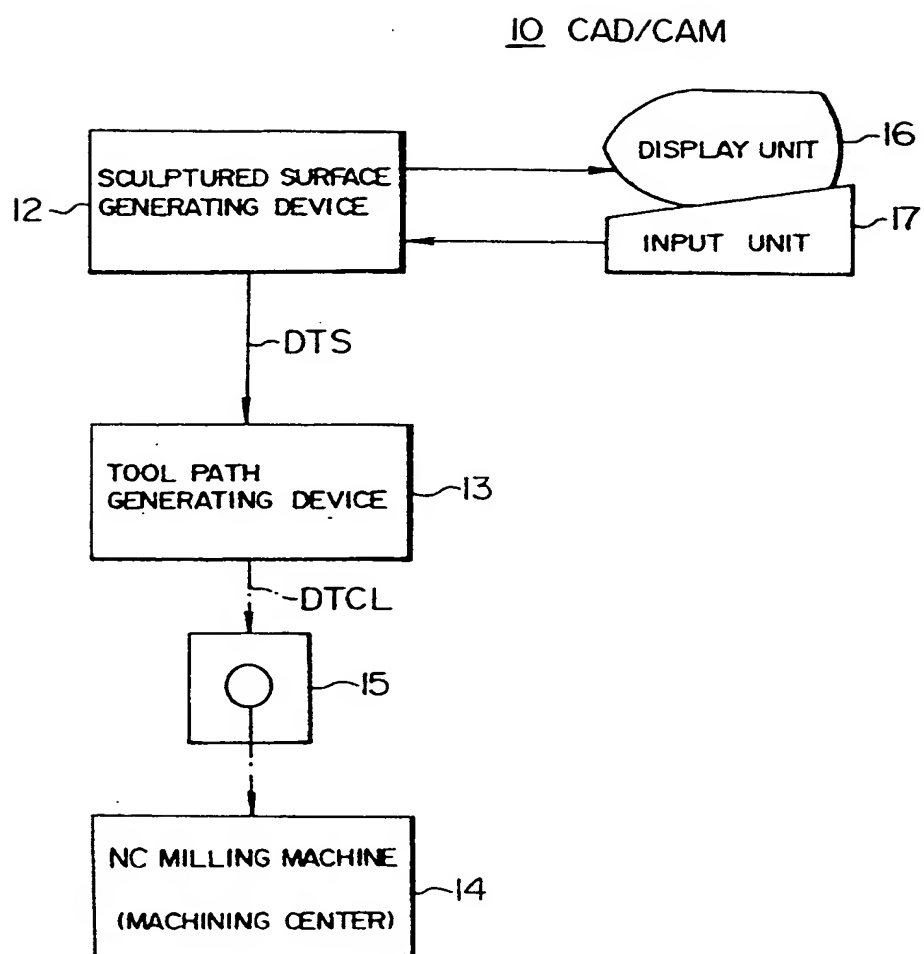 10 CAD/CAM
SCULPTURED SURFACE
GENERATING DEVICE
12
DISPLAY UNIT
16
INPUT UNIT
17
DTS
TOOL PATH
GENERATING DEVICE
13
DTCL
15
NC MILLING MACHINE
(MACHINING CENTER)
14